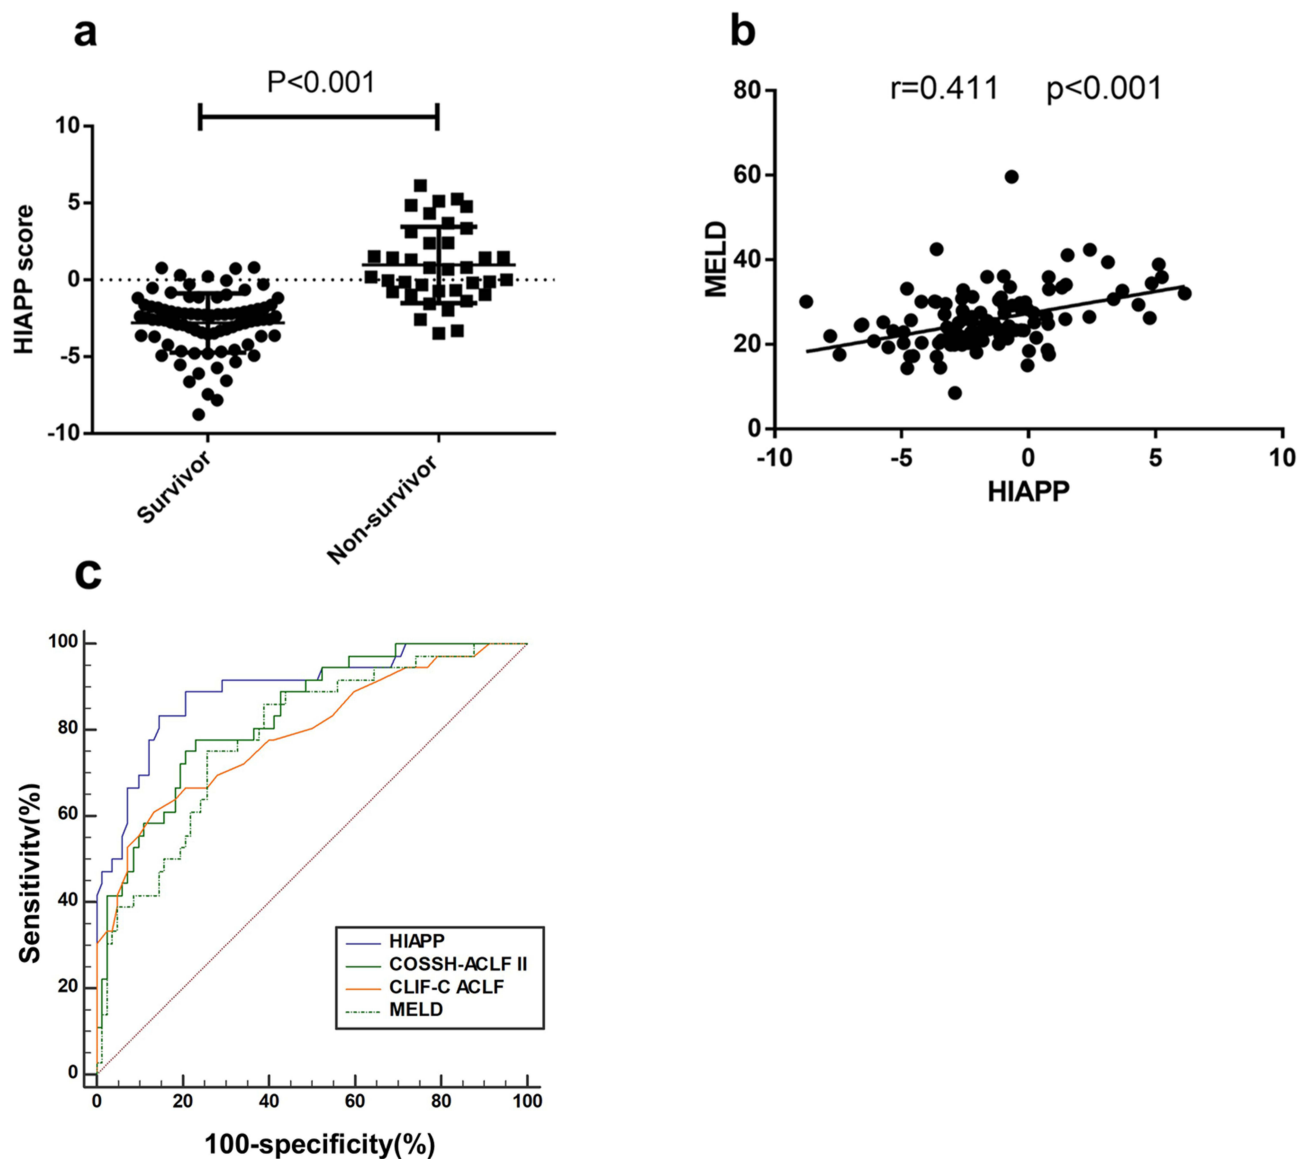 a
P<0.001
HIAPP score
10
5
0
-5
-10
Survivor
Non-survivor
b
r=0.411 p<0.001
MELD
80
60
40
20
0
-10 -5 0 5 10
HIAPP
c
Sensitivitv(%)
100
80
60
40
20
0
HIAPP
COSSH-ACLF II
CLIF-C ACLF
MELD
0 20 40 60 80 100
100-specificity(%)